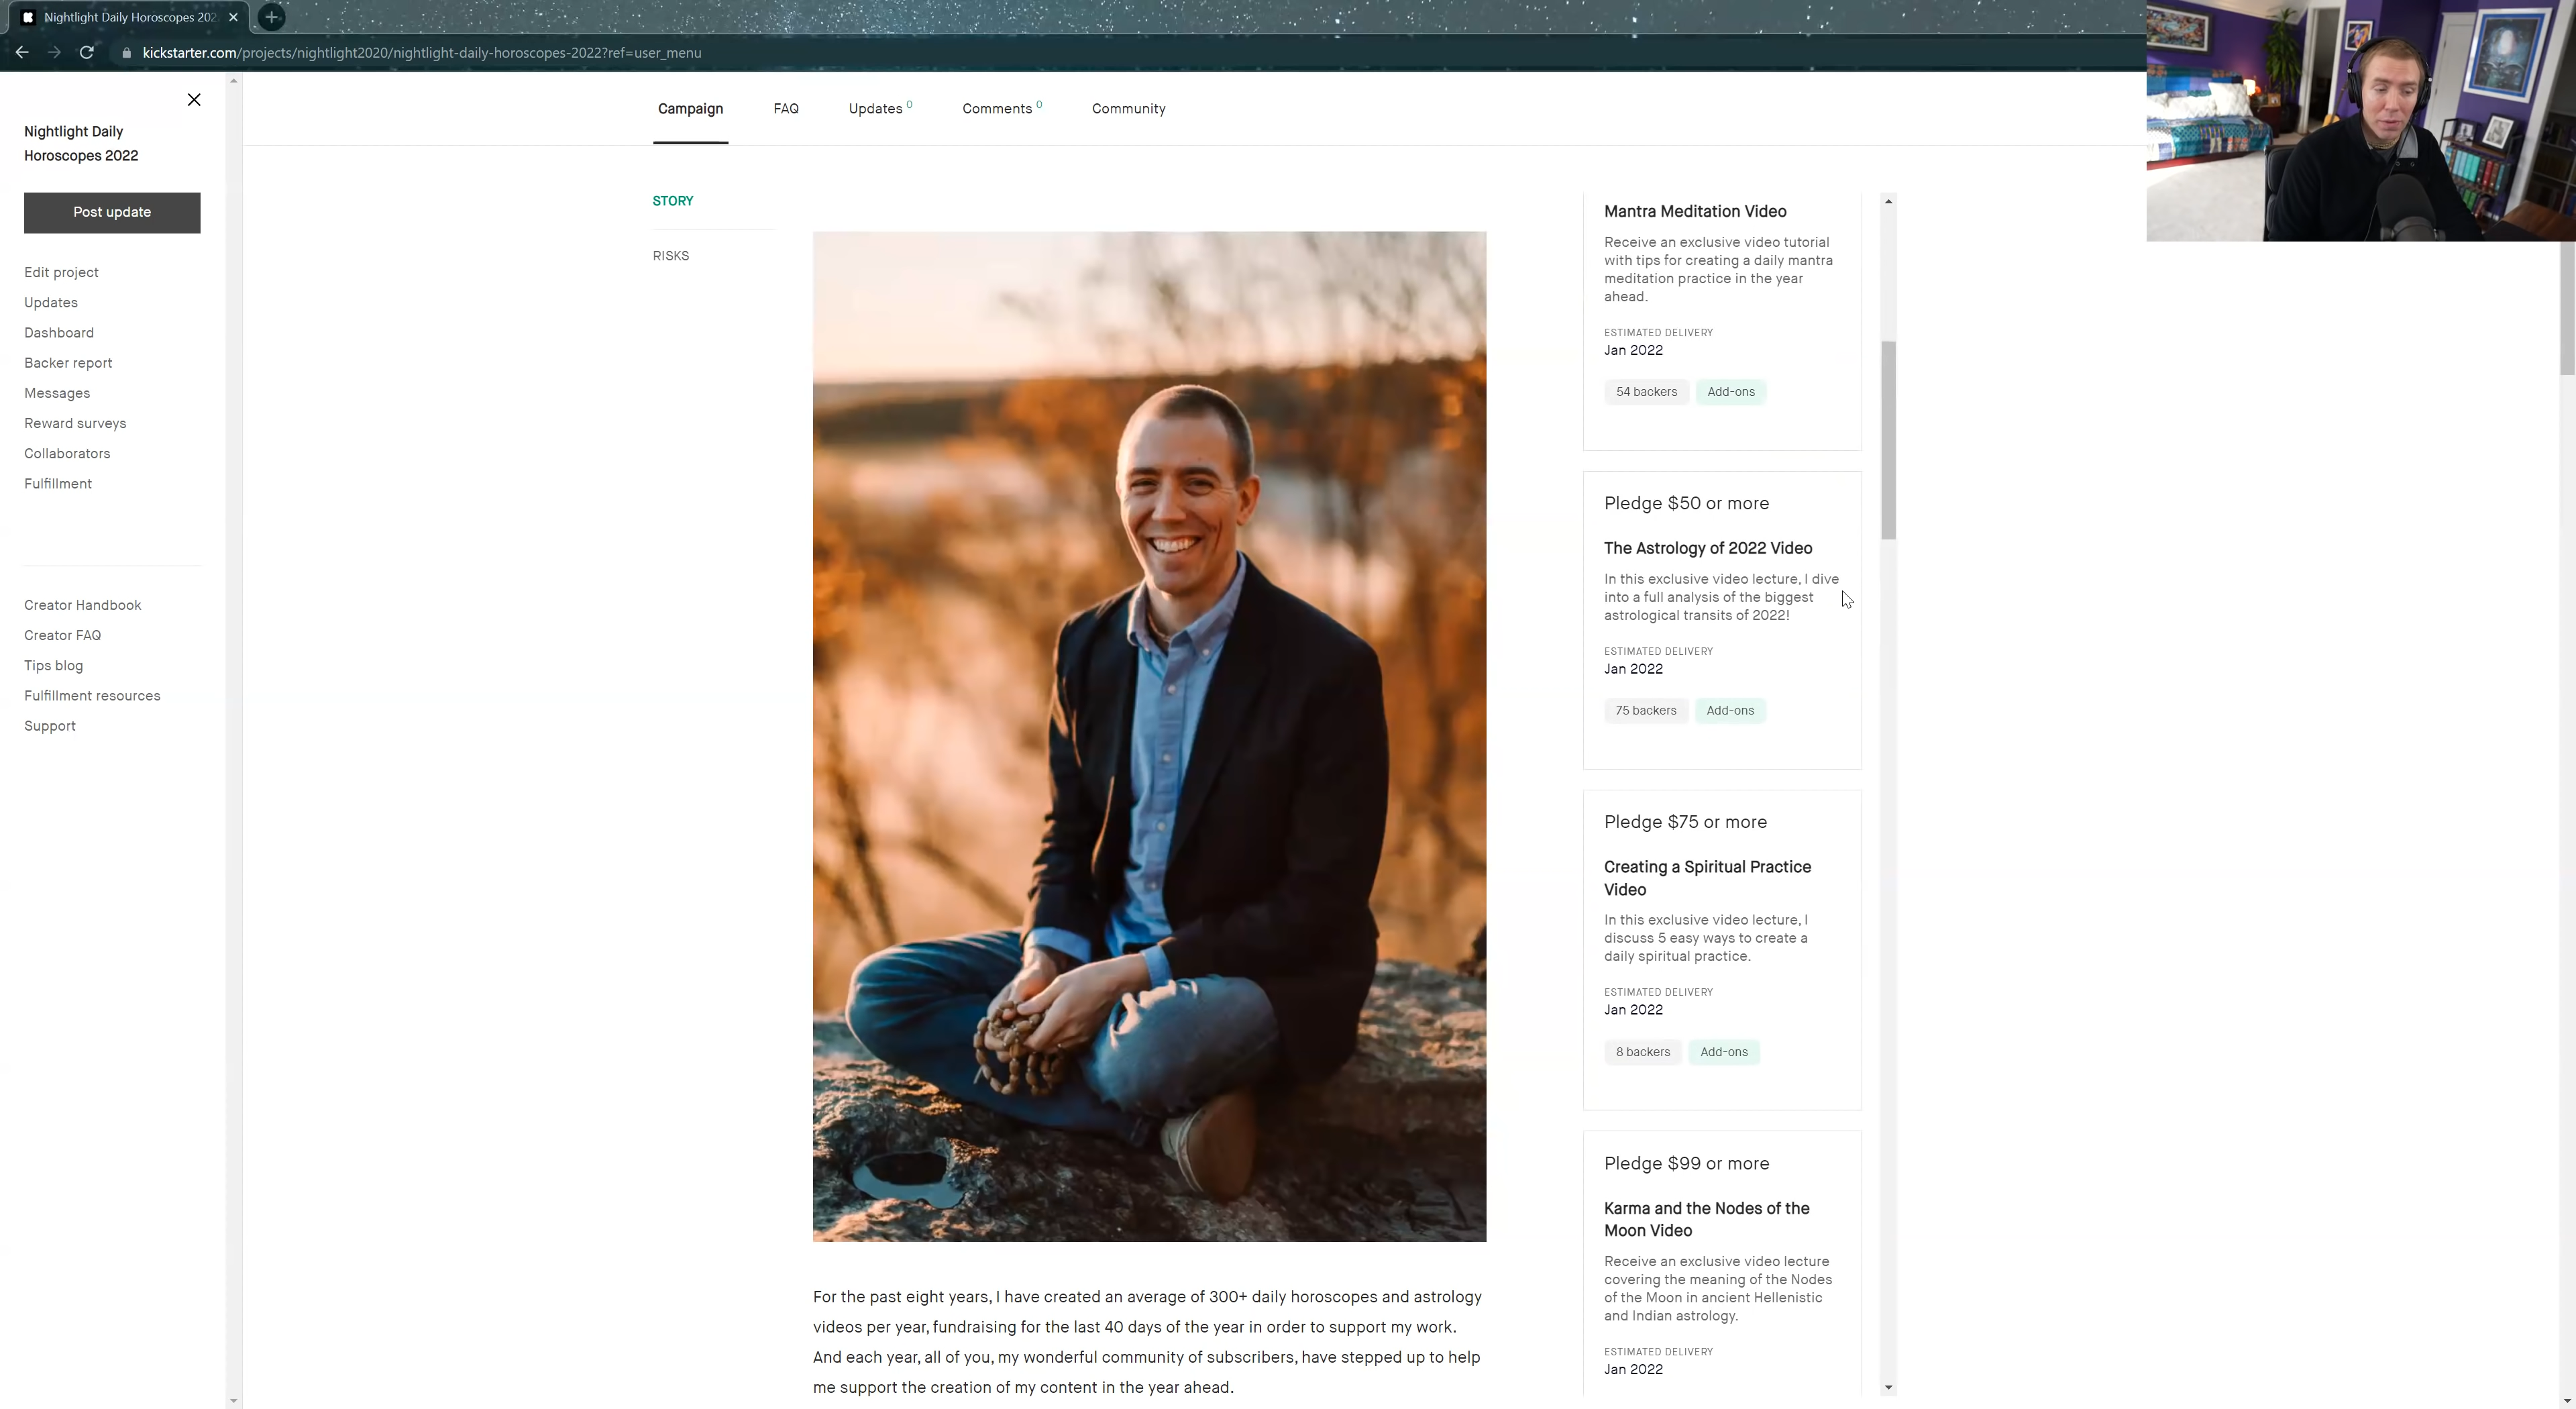 Nightlight Daily Horoscopes 202
kickstarter.com/projects/nightlight2020/nightlight-daily-horoscopes-2022?ref=user_menu
Nightlight Daily
Horoscopes 2022
Post update
Edit project
Updates
Dashboard
Backer report
Messages
Reward surveys
Collaborators
Fulfillment
Creator Handbook
Creator FAQ
Tips blog
Fulfillment resources
Support
Campaign FAQ Updates 0 Comments 0 Community
STORY
RISKS
For the past eight years, I have created an average of 300+ daily horoscopes and astrology
videos per year, fundraising for the last 40 days of the year in order to support my work.
And each year, all of you, my wonderful community of subscribers, have stepped up to help
me support the creation of my content in the year ahead.
Mantra Meditation Video
Receive an exclusive video tutorial
with tips for creating a daily mantra
meditation practice in the year
ahead.
ESTIMATED DELIVERY
Jan 2022
54 backers Add-ons
Pledge $50 or more
The Astrology of 2022 Video
In this exclusive video lecture, I dive
into a full analysis of the biggest
astrological transits of 2022!
ESTIMATED DELIVERY
Jan 2022
75 backers Add-ons
Pledge $75 or more
Creating a Spiritual Practice
Video
In this exclusive video lecture, I
discuss 5 easy ways to create a
daily spiritual practice.
ESTIMATED DELIVERY
Jan 2022
8 backers Add-ons
Pledge $99 or more
Karma and the Nodes of the
Moon Video
Receive an exclusive video lecture
covering the meaning of the Nodes
of the Moon in ancient Hellenistic
and Indian astrology.
ESTIMATED DELIVERY
Jan 2022